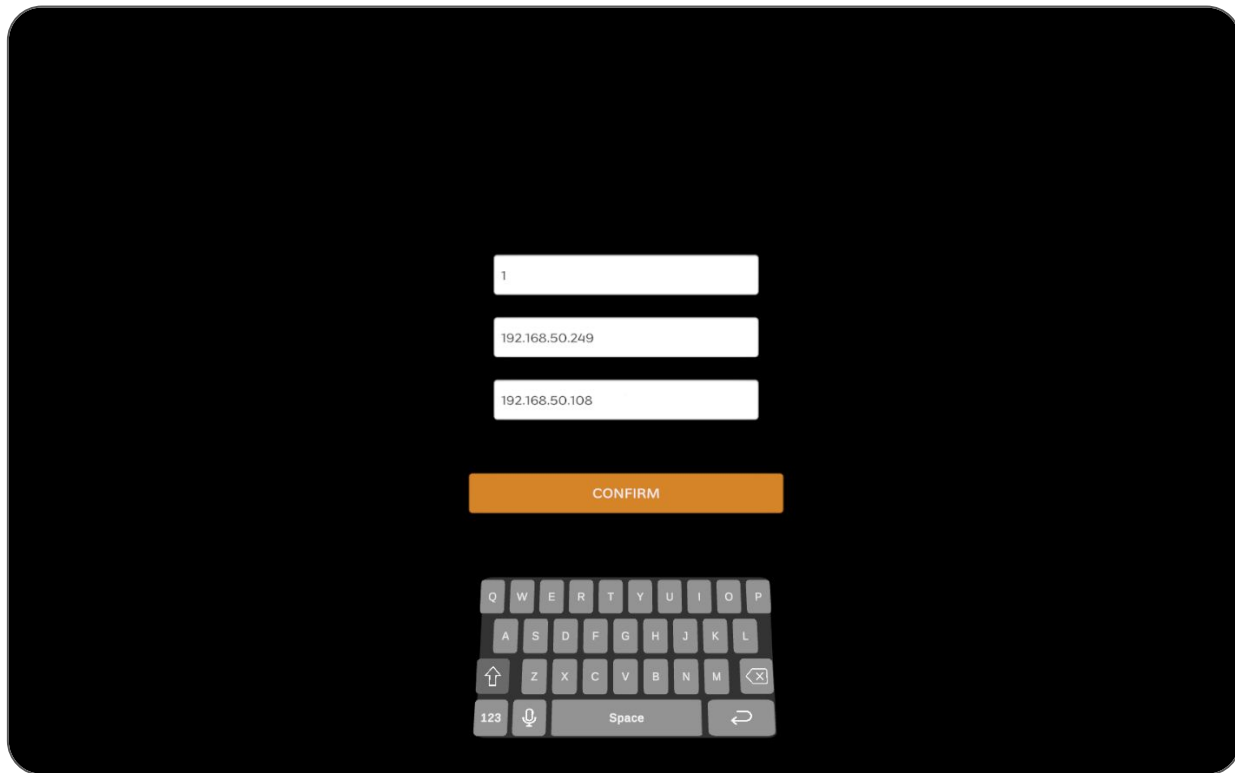 1
192.168.50.249
192.168.50.108
CONFIRM
Q W E R T Y U I O P
A S D F G H J K L
Z X C V B N M
123 Space